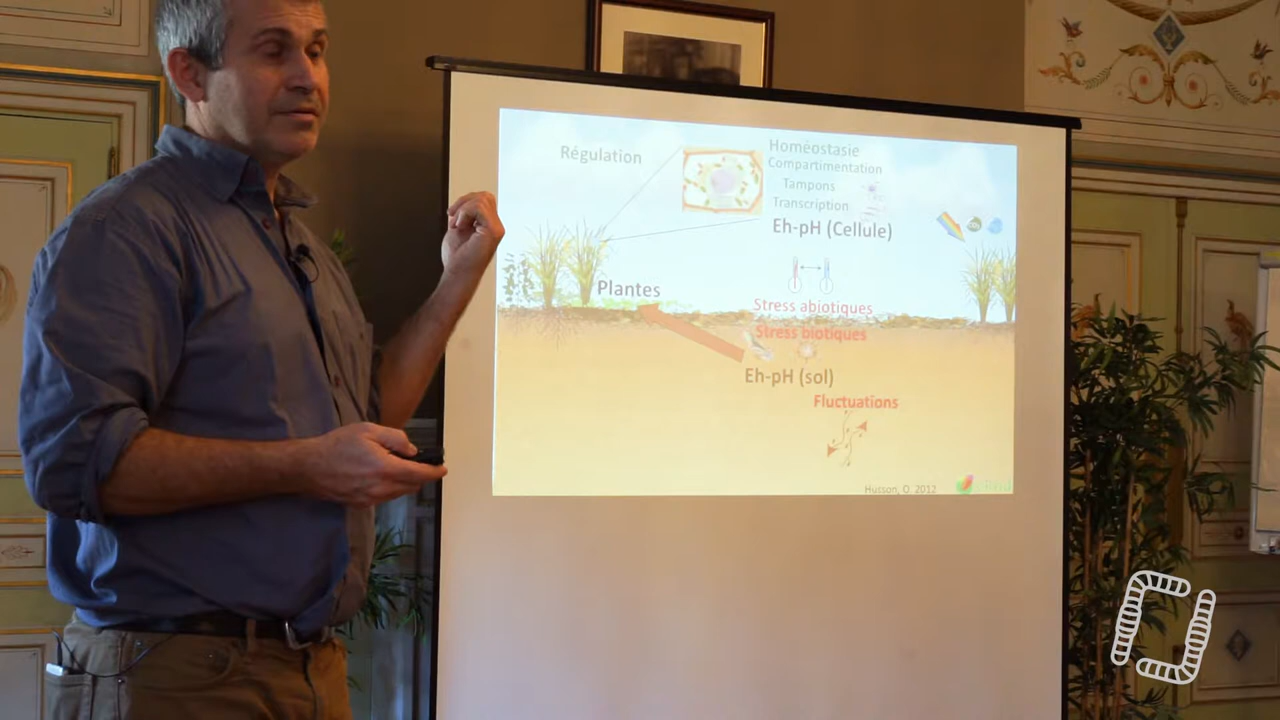 Régulation
Homéostasie
Compartimentation
Tampons
Transcription
Eh-pH (Cellule)
Plantes
Stress abiotiques
Stress biotiques
Eh-pH (sol)
Fluctuations
Husson, O. 2012